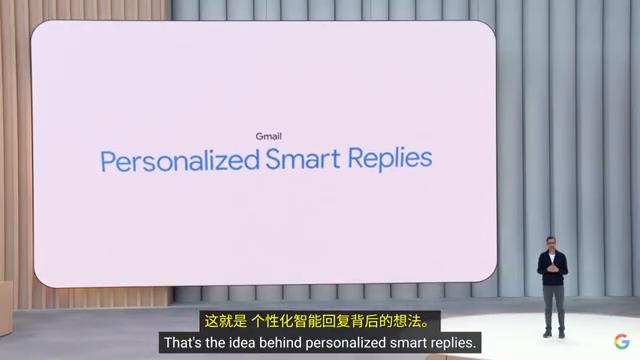 Gmail
Personalized Smart Replies
这就是 个性化智能回复背后的想法。
That's the idea behind personalized smart replies.